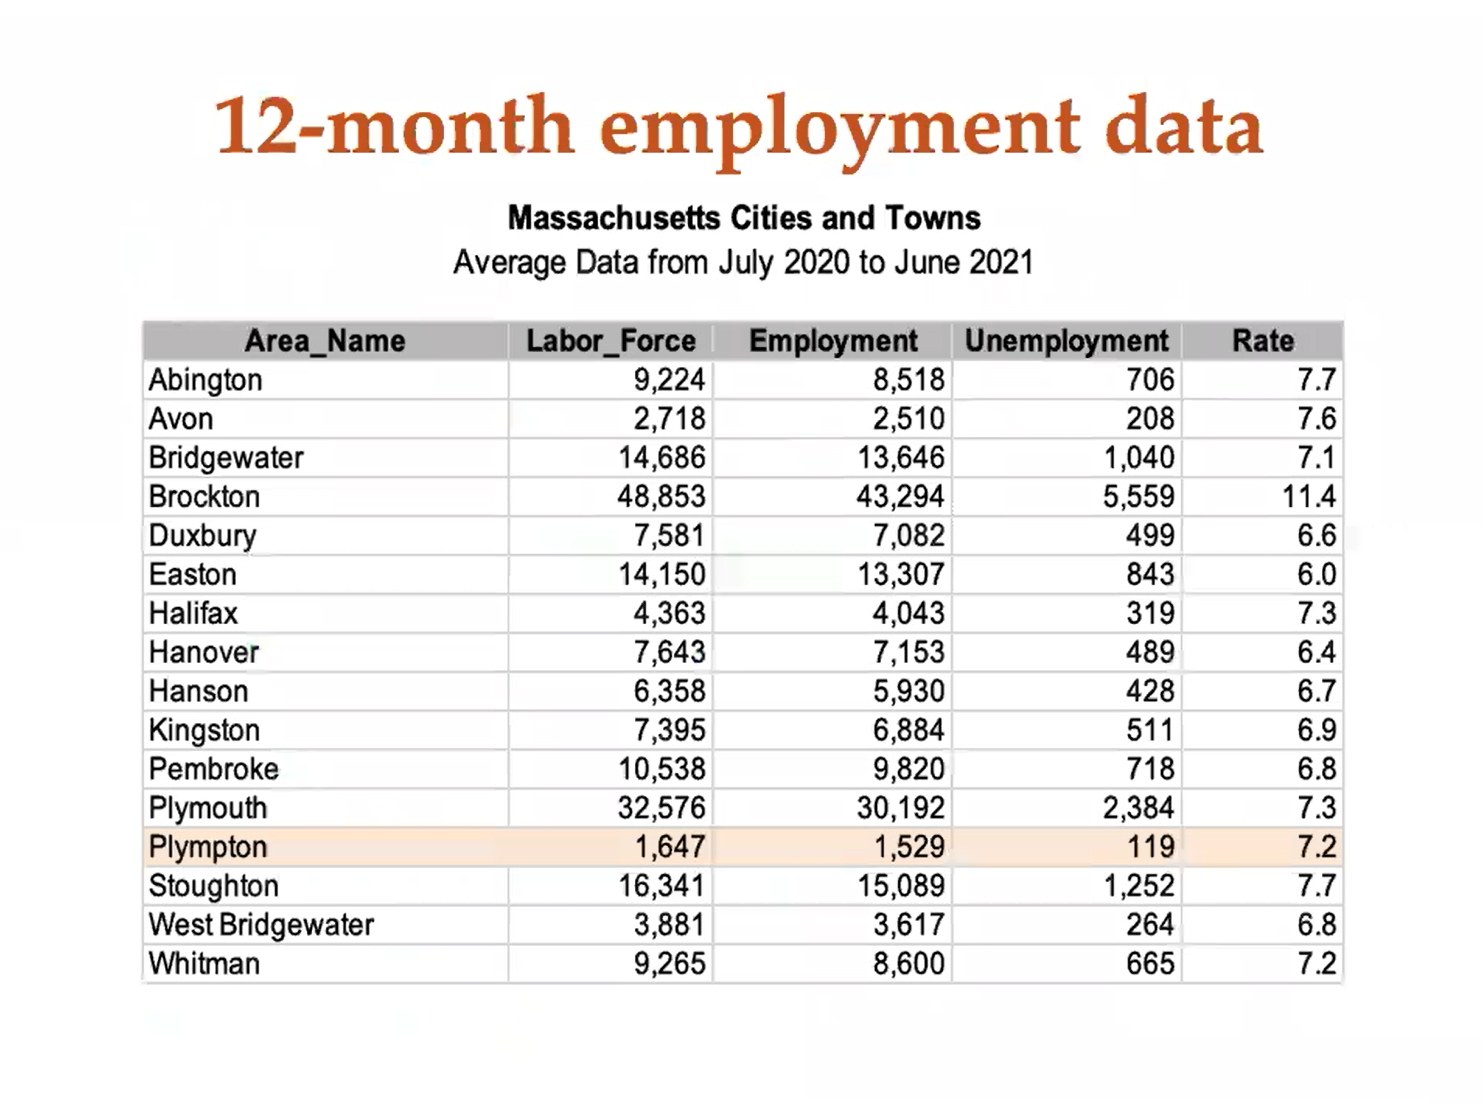 12-month employment data
Massachusetts Cities and Towns
Average Data from July 2020 to June 2021
Area_Name Labor_Force Employment Unemployment Rate
Abington 9,224 8,518 706 7.7
Avon 2,718 2,510 208 7.6
Bridgewater 14,686 13,646 1,040 7.1
Brockton 48,853 43,294 5,559 11.4
Duxbury 7,581 7,082 499 6.6
Easton 14,150 13,307 843 6.0
Halifax 4,363 4,043 319 7.3
Hanover 7,643 7,153 489 6.4
Hanson 6,358 5,930 428 6.7
Kingston 7,395 6,884 511 6.9
Pembroke 10,538 9,820 718 6.8
Plymouth 32,576 30,192 2,384 7.3
Plympton 1,647 1,529 119 7.2
Stoughton 16,341 15,089 1,252 7.7
West Bridgewater 3,881 3,617 264 6.8
Whitman 9,265 8,600 665 7.2